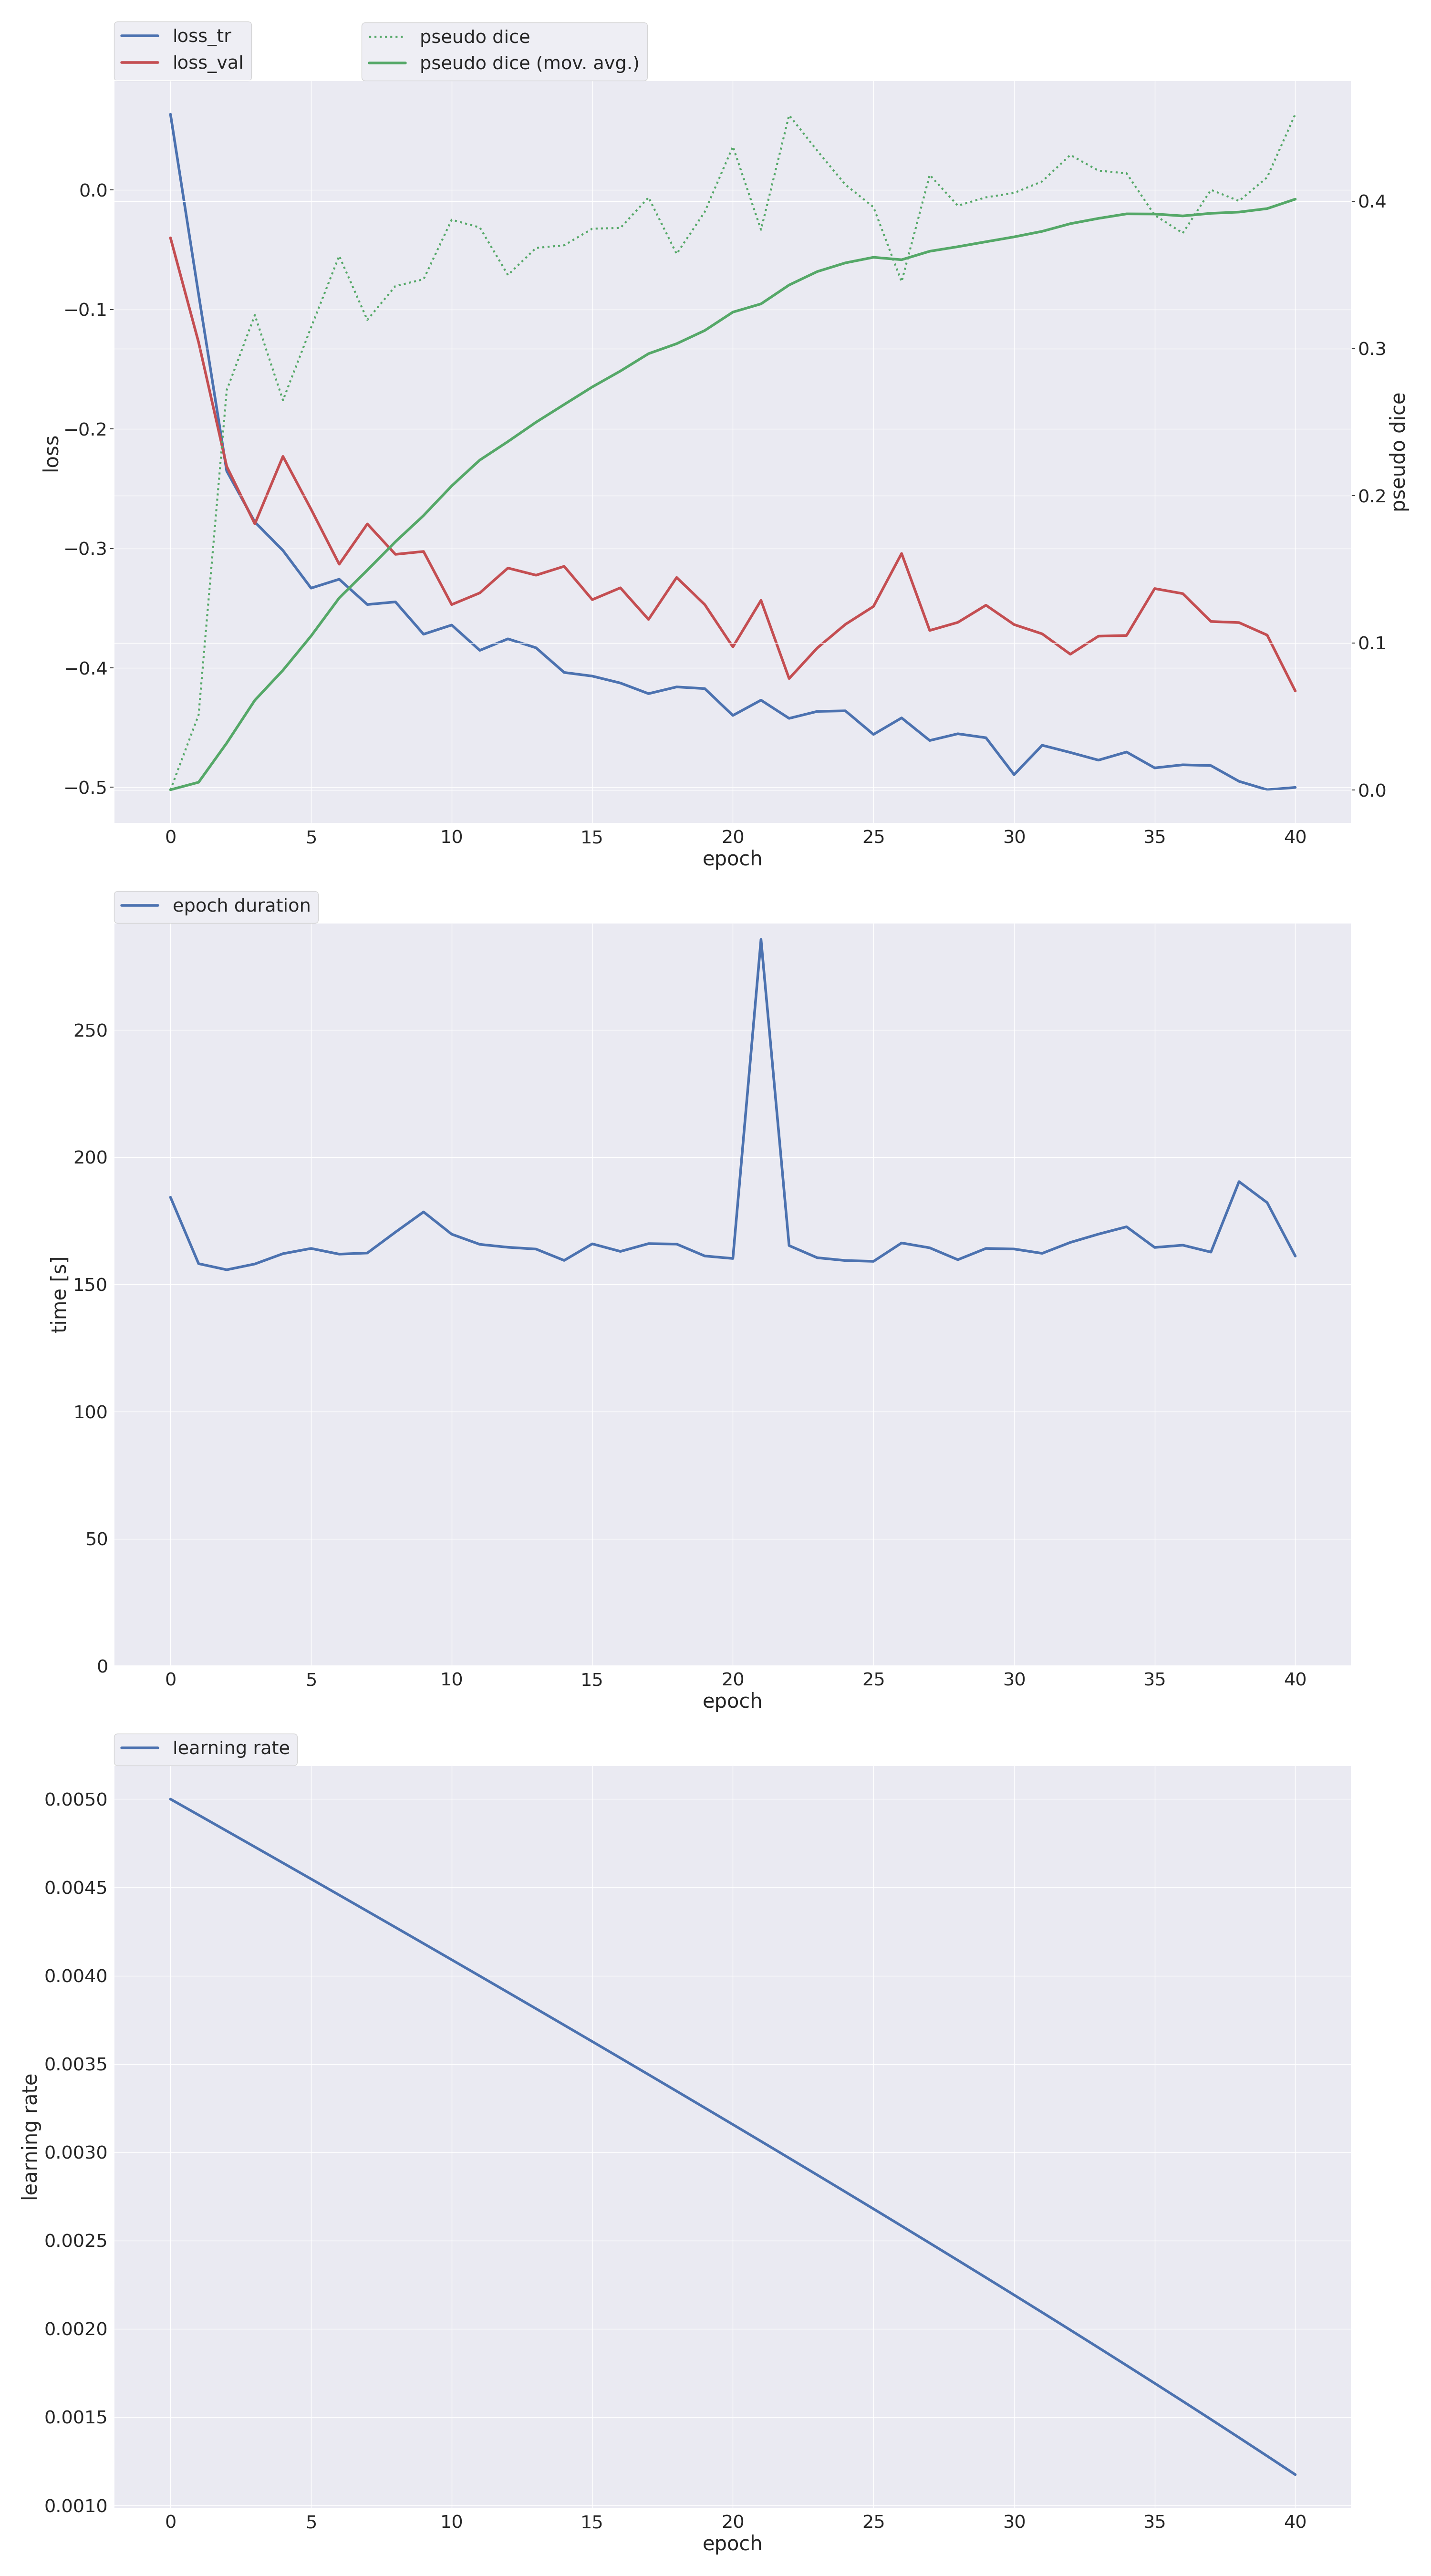 loss_tr
loss_val
pseudo dice
pseudo dice (mov. avg.)
0.0
−0.1
−0.2
−0.3
−0.4
−0.5
loss
0.4
0.3
0.2
0.1
0.0
pseudo dice
0 5 10 15 20 25 30 35 40
epoch
epoch duration
250
200
150
100
50
0
time [s]
0 5 10 15 20 25 30 35 40
epoch
learning rate
0.0050
0.0045
0.0040
0.0035
0.0030
0.0025
0.0020
0.0015
0.0010
learning rate
0 5 10 15 20 25 30 35 40
epoch